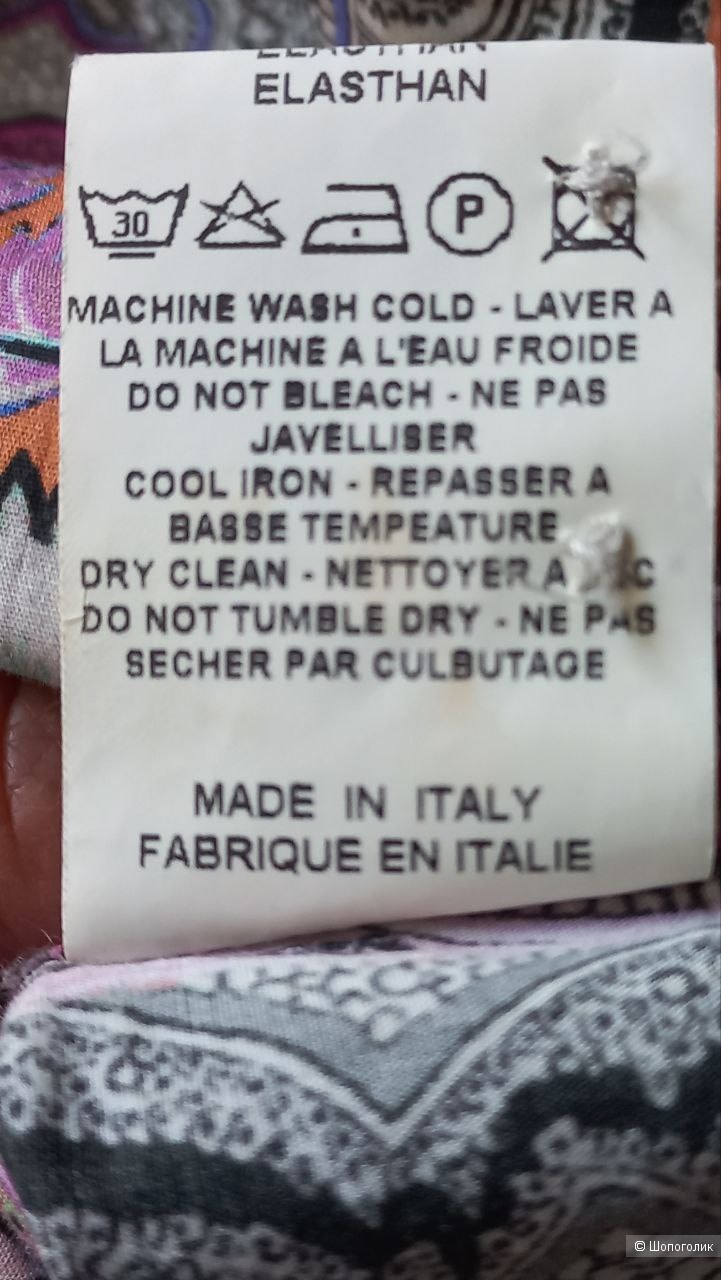 ELASTHAN
ELASTHAN
30
P
MACHINE WASH COLD - LAVER A
LA MACHINE A L'EAU FROIDE
DO NOT BLEACH - NE PAS
JAVELLISER
COOL IRON - REPASSER A
BASSE TEMPEATURE
DRY CLEAN - NETTOYER A
DO NOT TUMBLE DRY - NE PAS
SECHER PAR CULBUTAGE
MADE IN ITALY
FABRIQUE EN ITALIE
© Шопоголик